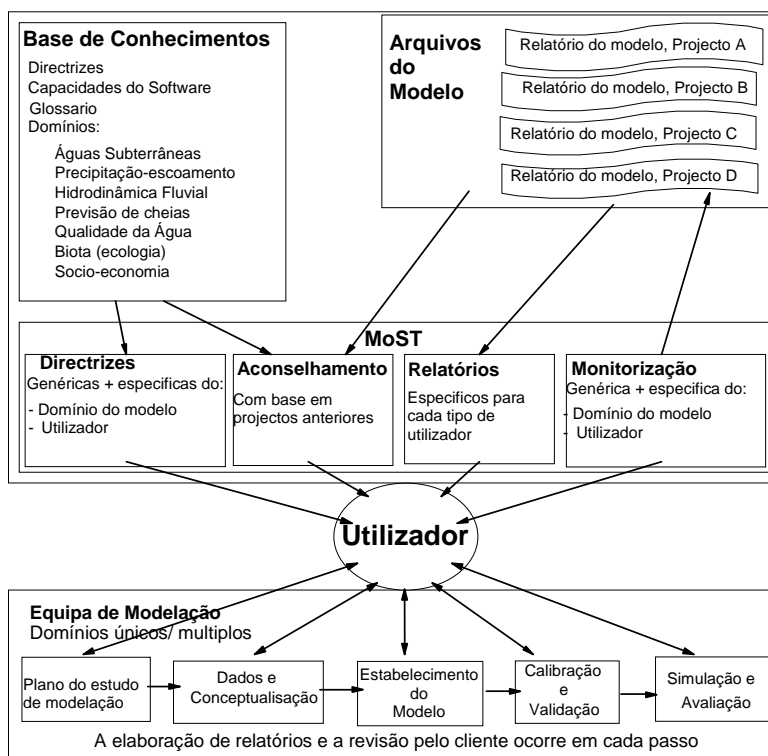 Base de Conhecimentos
Directrizes
Capacidades do Software
Glossario
Domínios:
Águas Subterrâneas
Precipitação-escoamento
Hidrodinâmica Fluvial
Previsão de cheias
Qualidade da Água
Biota (ecologia)
Socio-economia
Arquivos
do
Modelo
Relatório do modelo, Projecto A
Relatório do modelo, Projecto B
Relatório do modelo, Projecto C
Relatório do modelo, Projecto D
MoST
Directrizes
Genéricas + especificas do:
- Domínio do modelo
- Utilizador
Aconselhamento
Com base em
projectos anteriores
Relatórios
Especificos para
cada tipo de
utilizador
Monitorização
Genérica + especifica do:
- Domínio do modelo
- Utilizador
Utilizador
Equipa de Modelação
Domínios únicos/ multiplos
Plano do estudo
de modelação
Dados e
Conceptualisação
Estabelecimento
do
Modelo
Calibração
e
Validação
Simulação e
Avaliação
A elaboração de relatórios e a revisão pelo cliente ocorre em cada passo